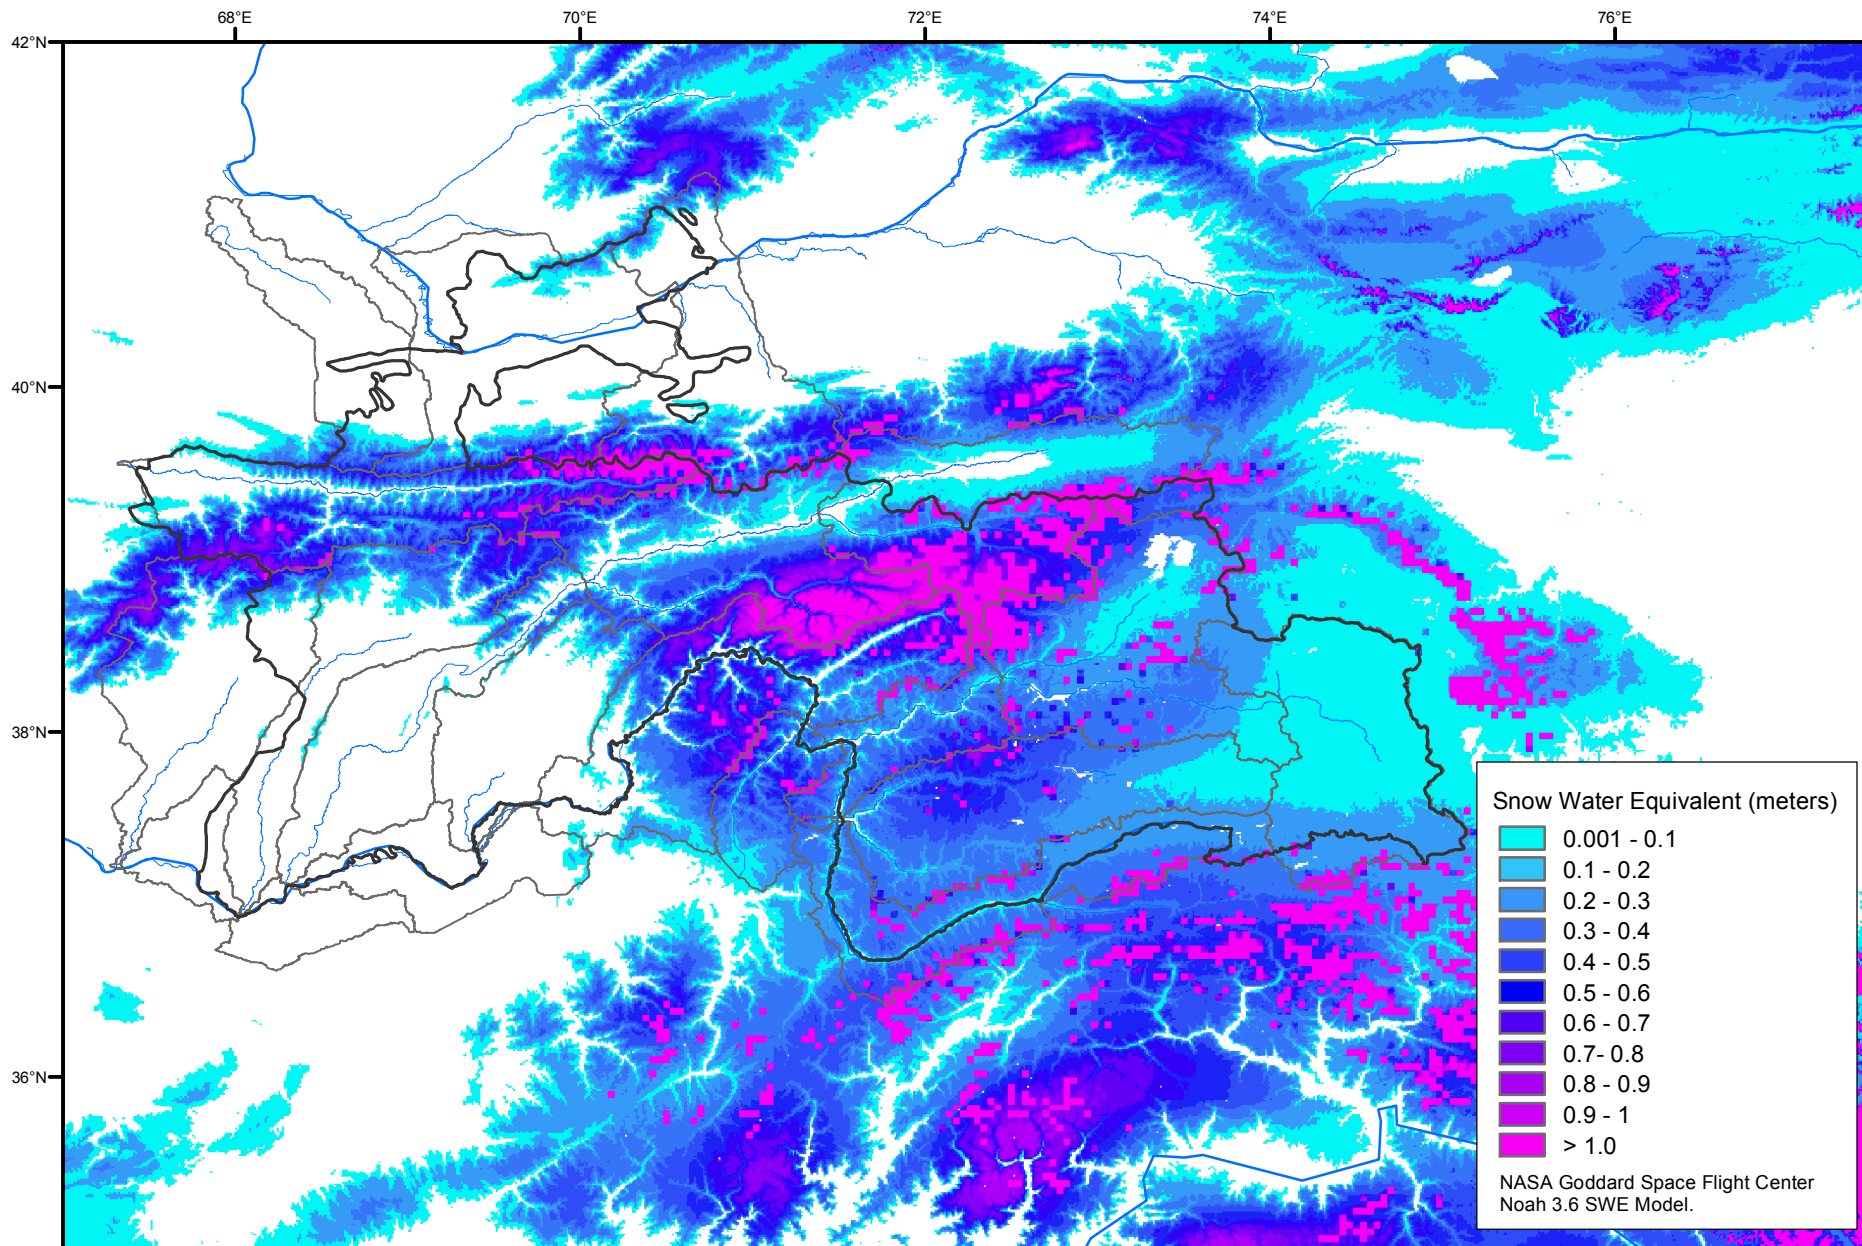 68°E 70°E 72°E 74°E 76°E
42°N
40°N
38°N
36°N
Snow Water Equivalent (meters)
0.001 - 0.1
0.1 - 0.2
0.2 - 0.3
0.3 - 0.4
0.4 - 0.5
0.5 - 0.6
0.6 - 0.7
0.7- 0.8
0.8 - 0.9
0.9 - 1
> 1.0
NASA Goddard Space Flight Center
Noah 3.6 SWE Model.